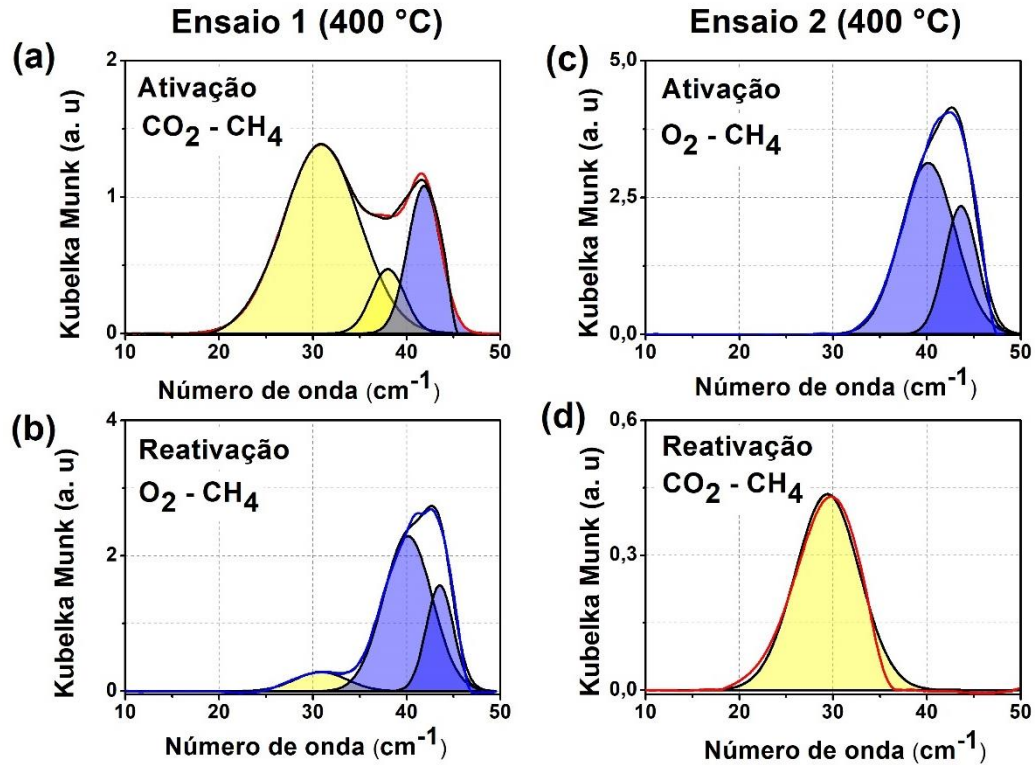 Ensaio 1 (400 °C)
Ensaio 2 (400 °C)
(a)
Kubelka Munk (a. u)
2
1
0
Ativação
CO2 - CH4
10 20 30 40 50
Número de onda (cm-1)
(c)
Kubelka Munk (a. u)
5,0
2,5
0,0
Ativação
O2 - CH4
10 20 30 40 50
Número de onda (cm-1)
(b)
Kubelka Munk (a. u)
4
2
0
Reativação
O2 - CH4
10 20 30 40 50
Número de onda (cm-1)
(d)
Kubelka Munk (a. u)
0,6
0,3
0,0
Reativação
CO2 - CH4
10 20 30 40 50
Número de onda (cm-1)